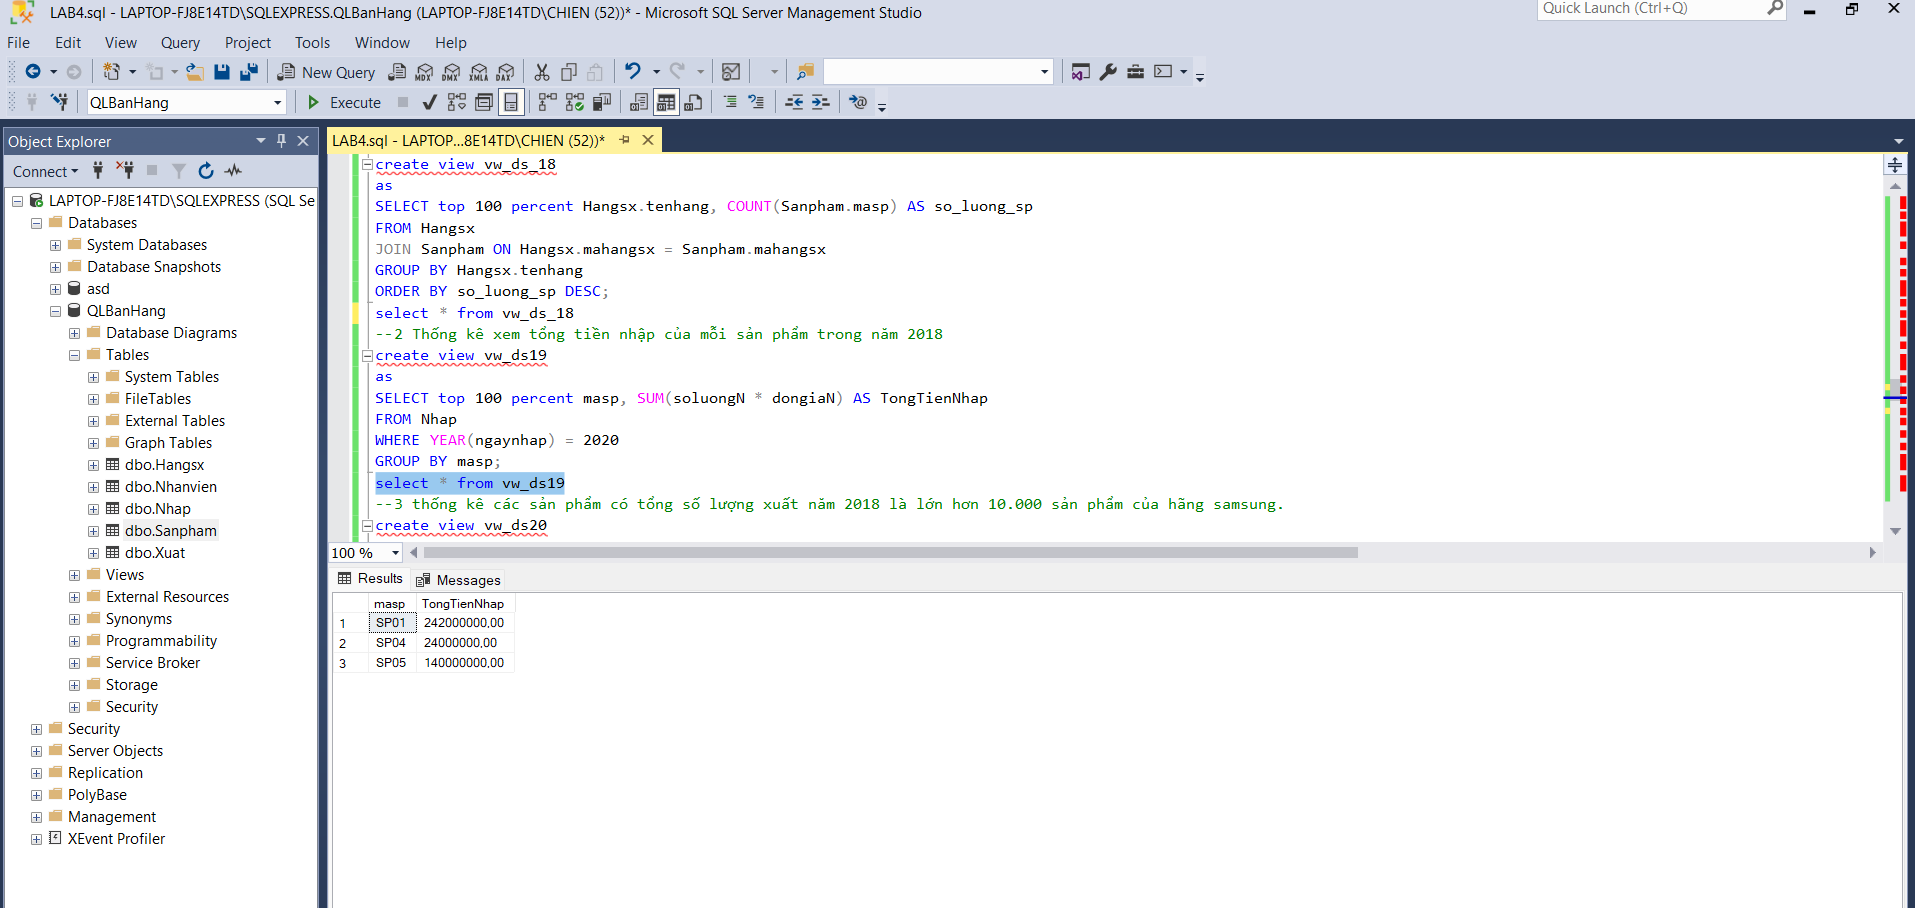 LAB4.sql - LAPTOP-FJ8E14TD\SQLEXPRESS.QLBanHang (LAPTOP-FJ8E14TD\CHIEN (52))* - Microsoft SQL Server Management Studio
Quick Launch (Ctrl+Q)
File Edit View Query Project Tools Window Help
New Query MDX DMX XMLA DAX
QLBanHang Execute
Object Explorer
Connect
LAPTOP-FJ8E14TD\SQLEXPRESS (SQL Se
Databases
System Databases
Database Snapshots
asd
QLBanHang
Database Diagrams
Tables
System Tables
FileTables
External Tables
Graph Tables
dbo.Hangsx
dbo.Nhanvien
dbo.Nhap
dbo.Sanpham
dbo.Xuat
Views
External Resources
Synonyms
Programmability
Service Broker
Storage
Security
Security
Server Objects
Replication
PolyBase
Management
XEvent Profiler
LAB4.sql - LAPTOP...8E14TD\CHIEN (52))*
create view vw_ds_18
as
SELECT top 100 percent Hangsx.tenhang, COUNT(Sanpham.masp) AS so_luong_sp
FROM Hangsx
JOIN Sanpham ON Hangsx.mahangsx = Sanpham.mahangsx
GROUP BY Hangsx.tenhang
ORDER BY so_luong_sp DESC;
select * from vw_ds_18
--2 Thống kê xem tổng tiền nhập của mỗi sản phẩm trong năm 2018
create view vw_ds19
as
SELECT top 100 percent masp, SUM(soluongN * dongiaN) AS TongTienNhap
FROM Nhap
WHERE YEAR(ngaynhap) = 2020
GROUP BY masp;
select * from vw_ds19
--3 thống kê các sản phẩm có tổng số lượng xuất năm 2018 là lớn hơn 10.000 sản phẩm của hãng samsung.
create view vw_ds20
100 %
Results Messages
masp TongTienNhap
1 SP01 242000000,00
2 SP04 24000000,00
3 SP05 140000000,00